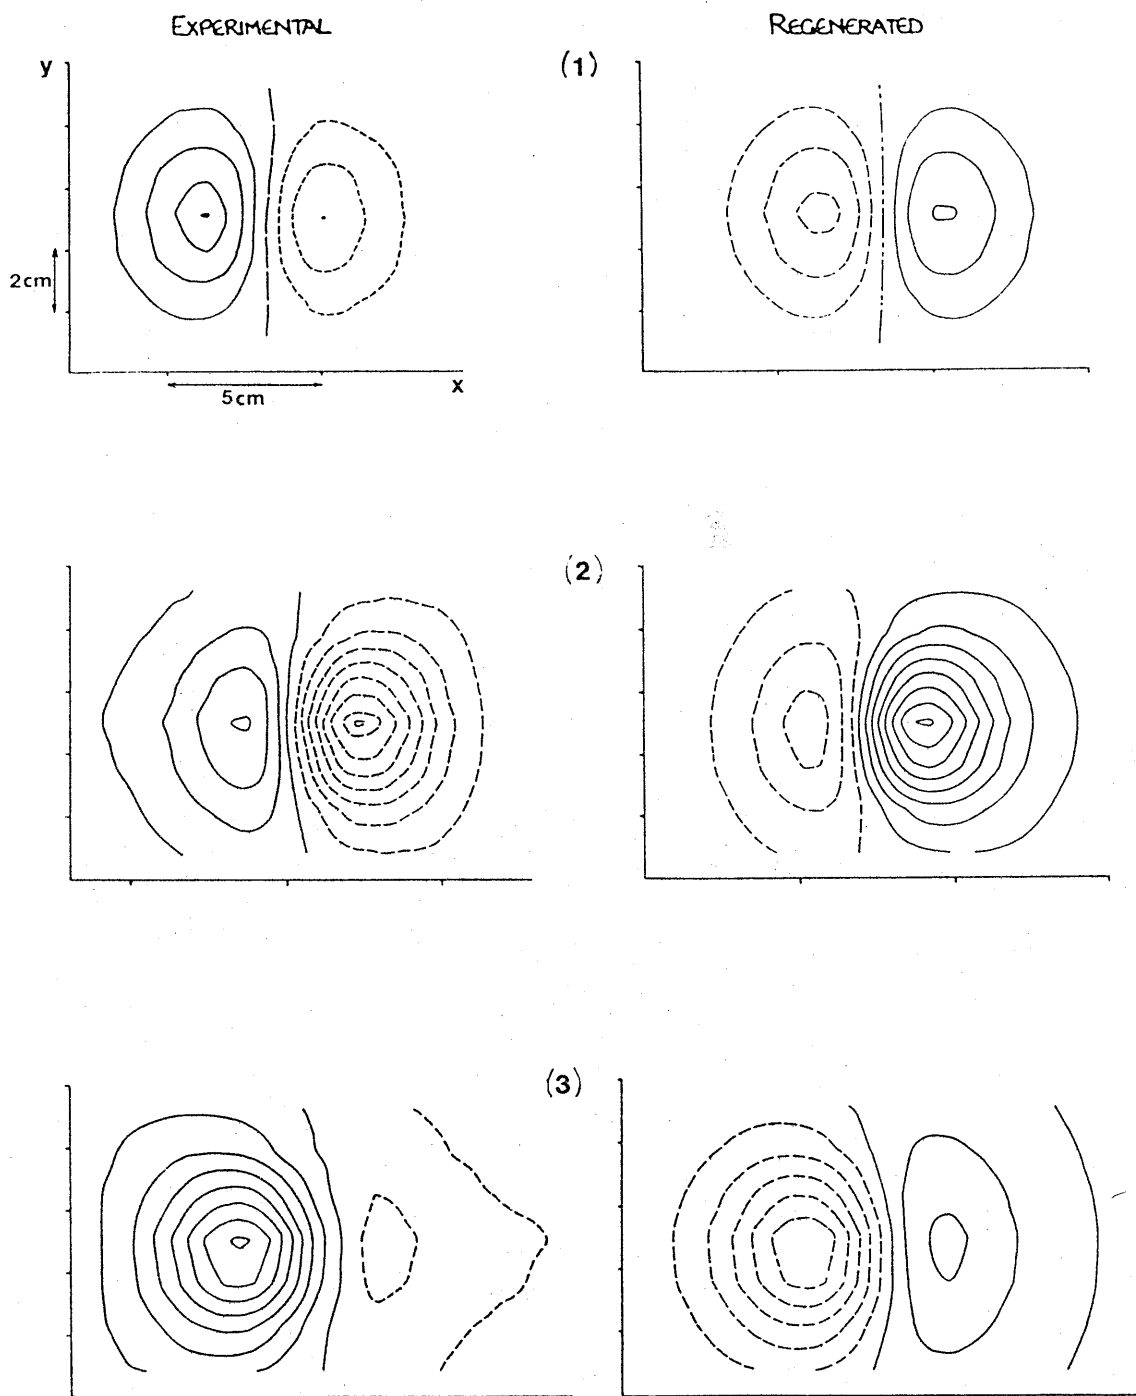 EXPERIMENTAL
REGENERATED
y
(1)
2cm
5cm
x
(2)
(3)